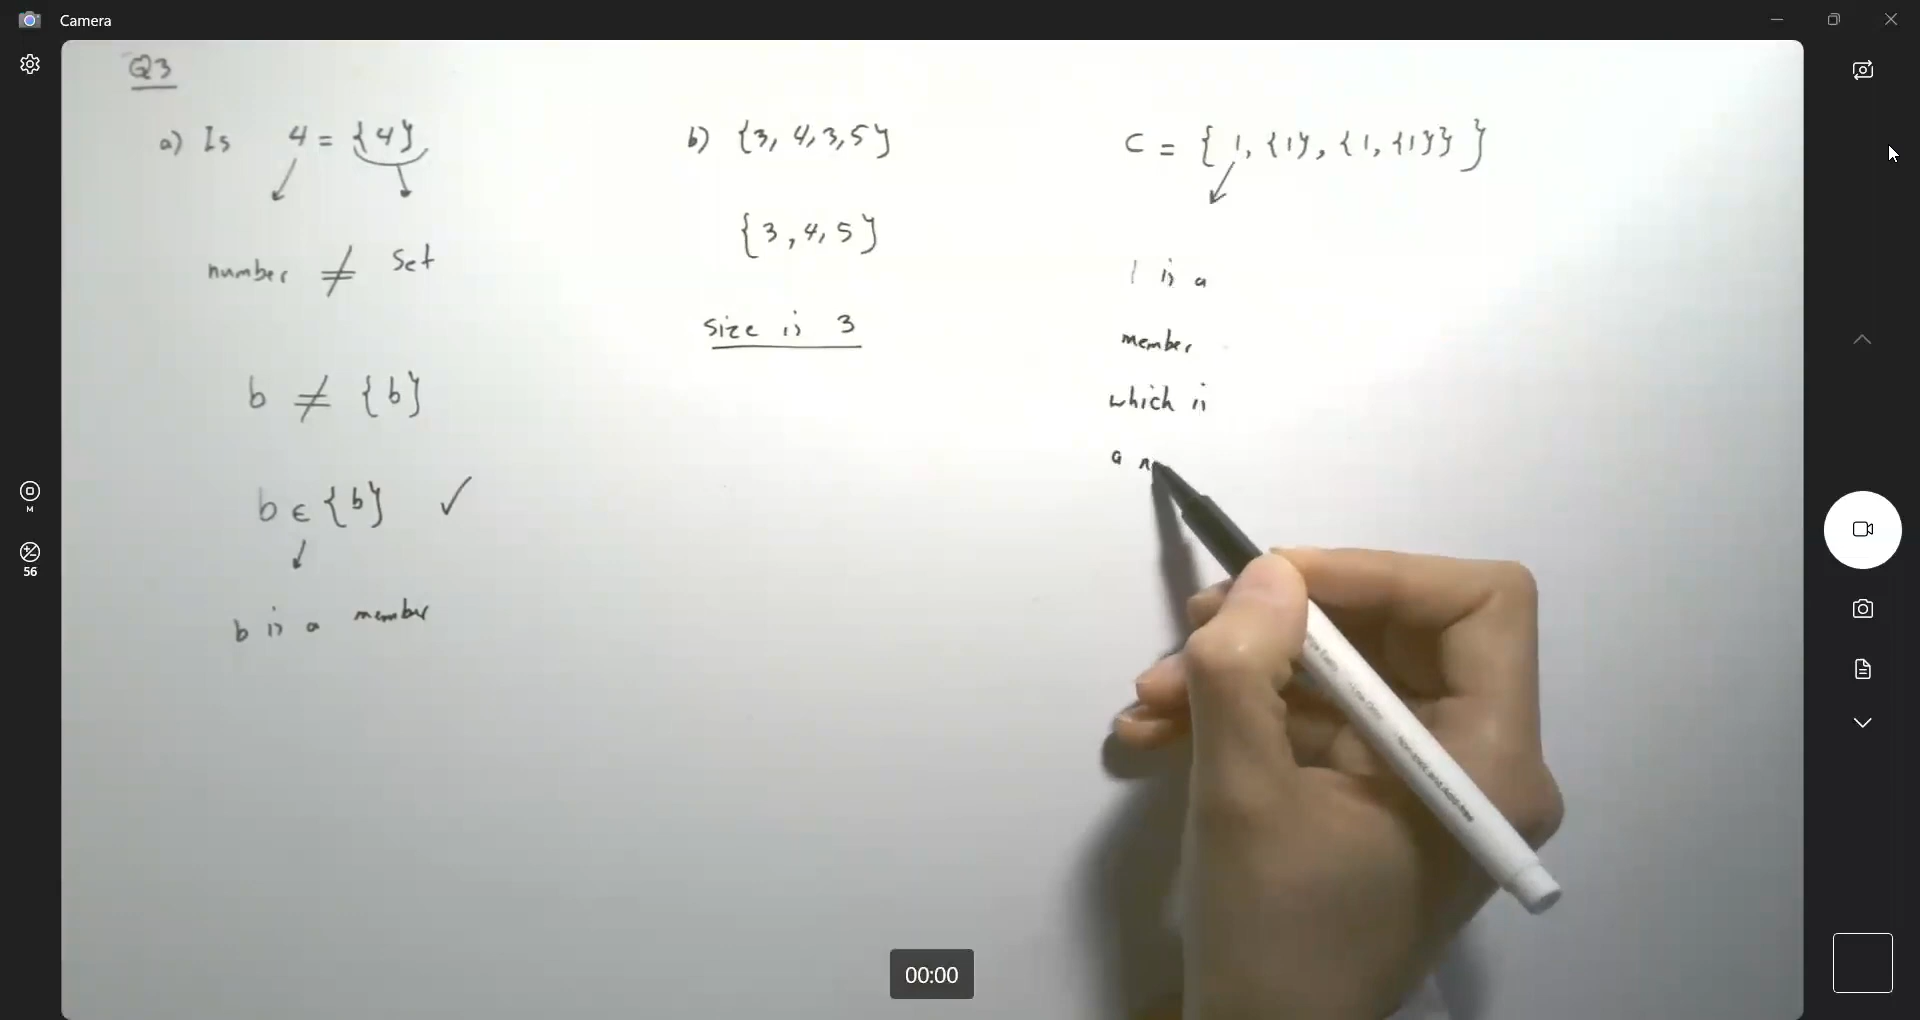 Camera
Q3
a) Is 4 = {4}
number ≠ Set
b ≠ {b}
b ∈ {b} ✓
b is a member
b) {3, 4, 3, 5}
{3, 4, 5}
size is 3
C = { 1, {1}, {1, {1}} }
1 is a
member
which is
a n
M
56
00:00